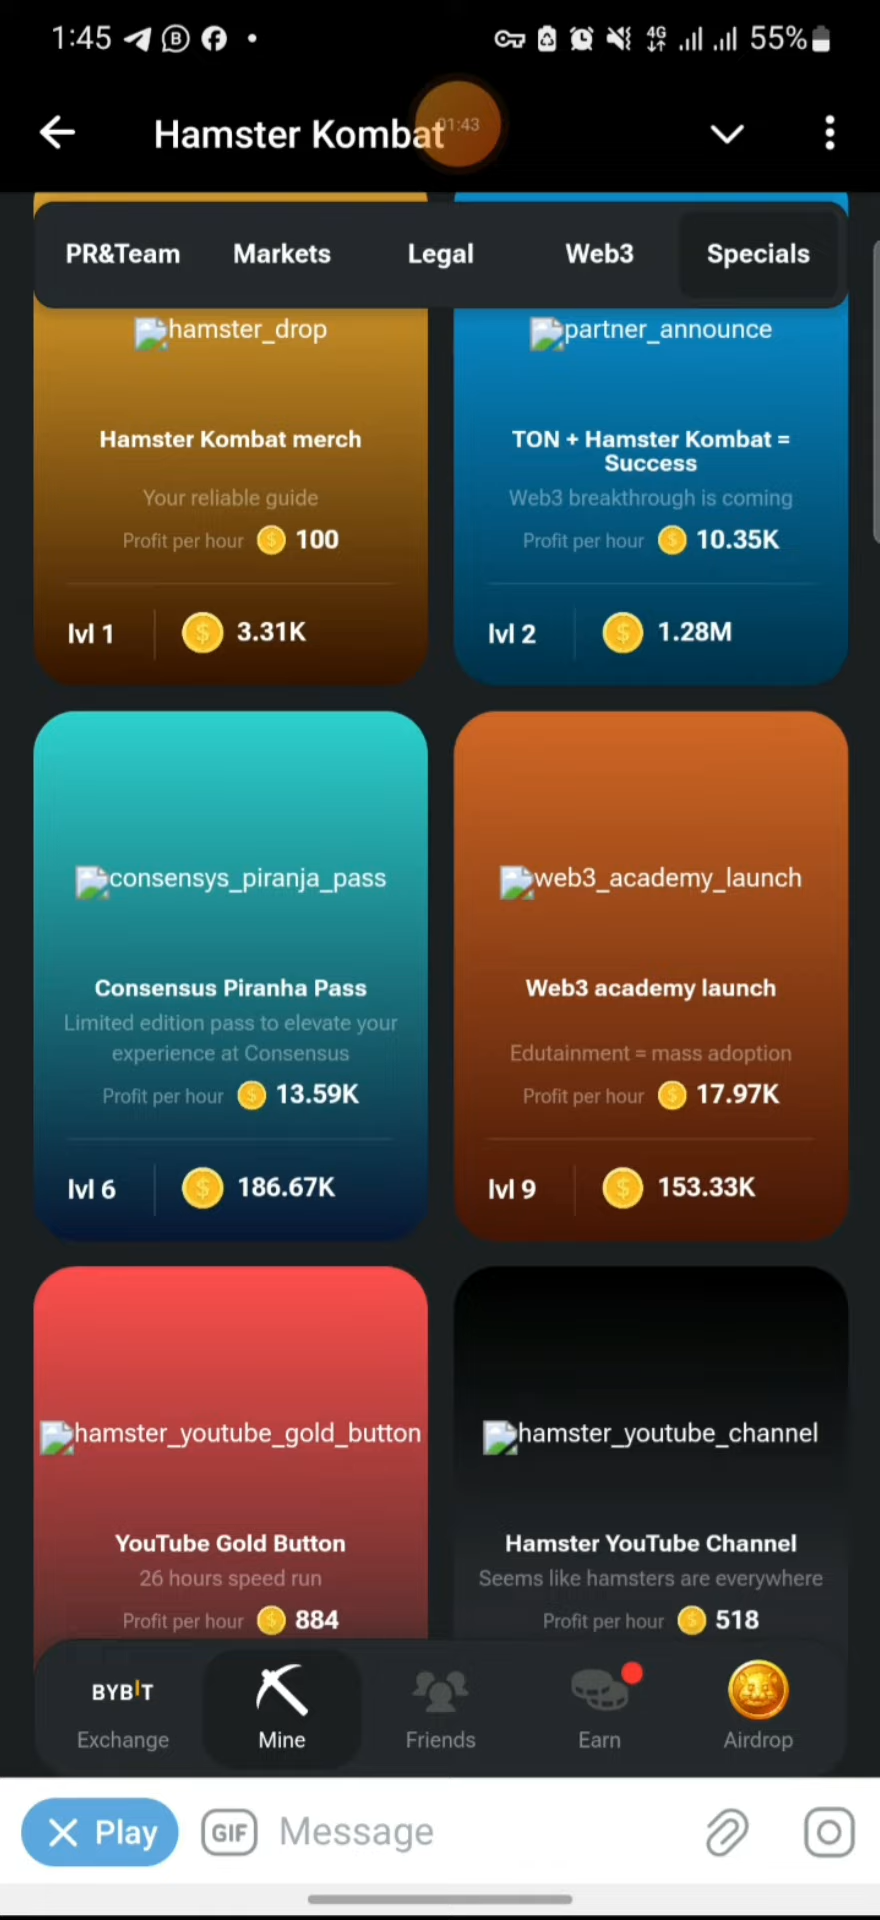 1:45
4G
55%
Hamster Kombat
01:43
PR&Team Markets Legal Web3 Specials
hamster_drop
Hamster Kombat merch
Your reliable guide
Profit per hour 100
lvl 1 3.31K
partner_announce
TON + Hamster Kombat =
Success
Web3 breakthrough is coming
Profit per hour 10.35K
lvl 2 1.28M
consensys_piranja_pass
Consensus Piranha Pass
Limited edition pass to elevate your
experience at Consensus
Profit per hour 13.59K
lvl 6 186.67K
web3_academy_launch
Web3 academy launch
Edutainment = mass adoption
Profit per hour 17.97K
lvl 9 153.33K
hamster_youtube_gold_button
YouTube Gold Button
26 hours speed run
Profit per hour 884
hamster_youtube_channel
Hamster YouTube Channel
Seems like hamsters are everywhere
Profit per hour 518
BYBIT
Exchange Mine Friends Earn Airdrop
Play GIF Message